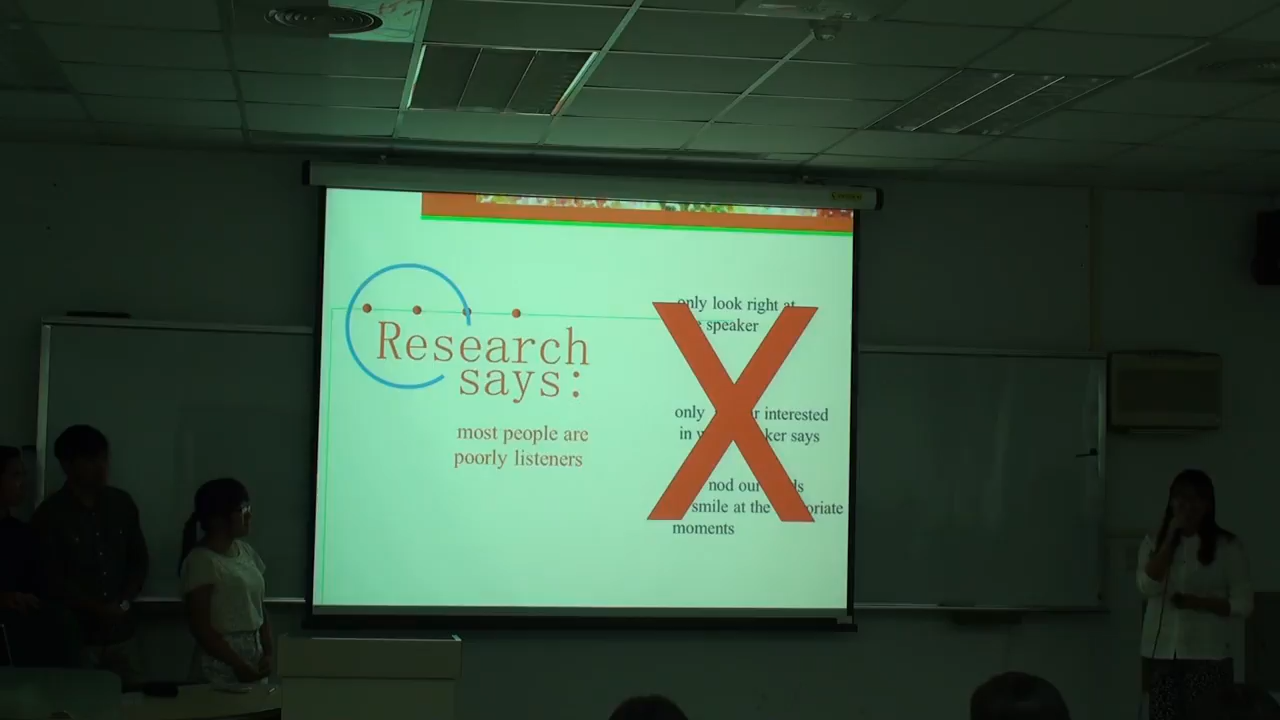 Research
says:
most people are
poorly listeners
only look right at
speaker
only interested
in says
nod our
smile at the
moments